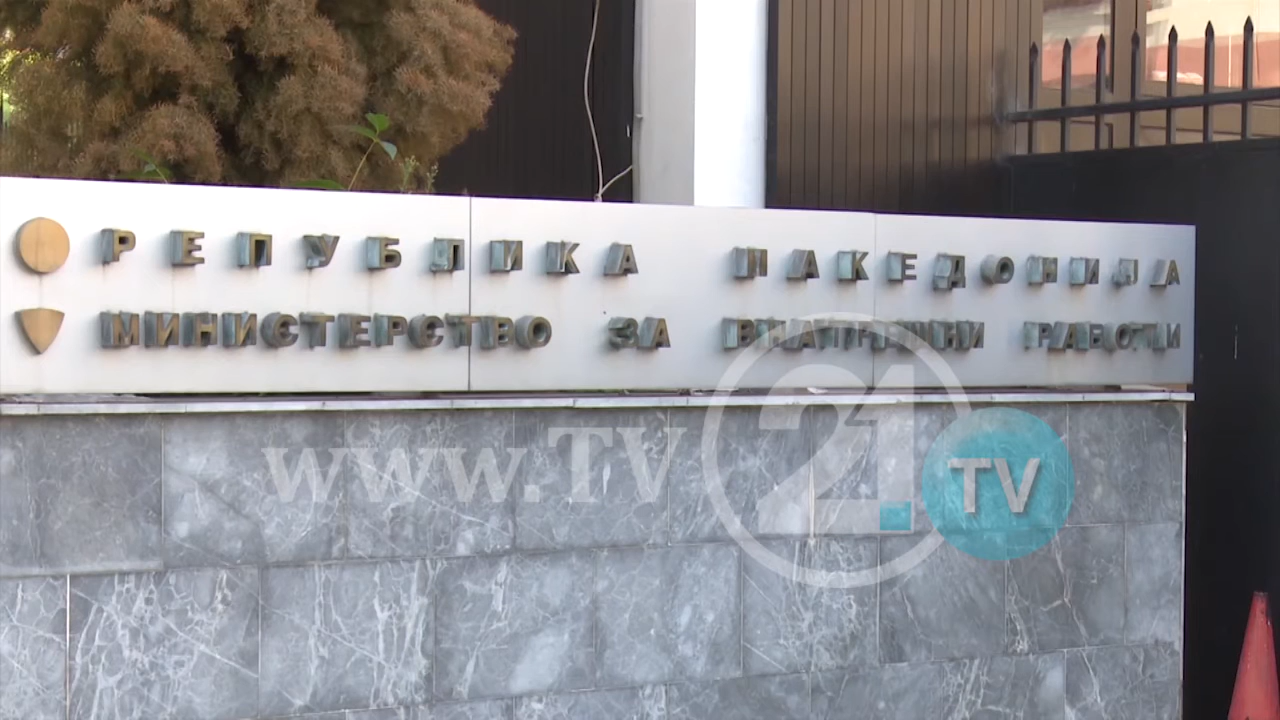 РЕПУБЛИКА МАКЕДОНИЈА
МИНИСТЕРСТВО ЗА ВНАТРЕШНИ РАБОТИ
www.TV 21.TV